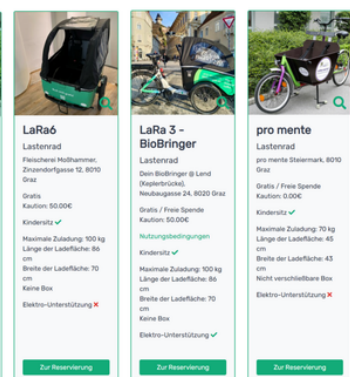 LaRa6
Lastenrad
Fleischerei Moßhammer,
Zinzendorfgasse 12, 8010
Graz
Gratis
Kaution: 50.00€
Kindersitz ✓
Maximale Zuladung: 100 kg
Länge der Ladefläche: 86
cm
Breite der Ladefläche: 70
cm
Keine Box
Elektro-Unterstützung ✗
Zur Reservierung
LaRa 3 -
BioBringer
Lastenrad
Dein BioBringer @ Lend
(Keplerbrücke),
Neubaugasse 24, 8020 Graz
Gratis / Freie Spende
Kaution: 50.00€
Nutzungsbedingungen
Kindersitz ✓
Maximale Zuladung: 100 kg
Länge der Ladefläche: 86
cm
Breite der Ladefläche: 70
cm
Keine Box
Elektro-Unterstützung ✓
Zur Reservierung
pro mente
Lastenrad
pro mente Steiermark, 8010
Graz
Gratis / Freie Spende
Kaution: 0.00€
Kindersitz ✓
Maximale Zuladung: 70 kg
Länge der Ladefläche: 45
cm
Breite der Ladefläche: 43
cm
Nicht verschließbare Box
Elektro-Unterstützung ✗
Zur Reservierung